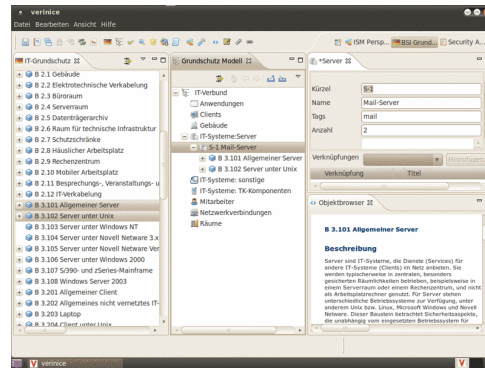 verinice
Datei Bearbeiten Ansicht Hilfe
ISM Persp...
BSI Grund...
Security A...
IT-Grundschutz
B 2.1 Gebäude
B 2.2 Elektrotechnische Verkabelung
B 2.3 Büroraum
B 2.4 Serverraum
B 2.5 Datenträgerarchiv
B 2.6 Raum für technische Infrastruktur
B 2.7 Schutzschränke
B 2.8 Häuslicher Arbeitsplatz
B 2.9 Rechenzentrum
B 2.10 Mobiler Arbeitsplatz
B 2.11 Besprechungs-, Veranstaltungs- u
B 2.12 IT-Verkabelung
B 3.101 Allgemeiner Server
B 3.102 Server unter Unix
B 3.103 Server unter Windows NT
B 3.104 Server unter Novell Netware 3.x
B 3.105 Server unter Novell Netware Ver
B 3.106 Server unter Windows 2000
B 3.107 S/390- und zSeries-Mainframe
B 3.108 Windows Server 2003
B 3.201 Allgemeiner Client
B 3.202 Allgemeines nicht vernetztes IT-
B 3.203 Laptop
B 3.204 Client unter Unix
Grundschutz Modell
IT-Verbund
Anwendungen
Clients
Gebäude
IT-Systeme:Server
S-1 Mail-Server
B 3.101 Allgemeiner Server
B 3.102 Server unter Unix
IT-Systeme: sonstige
IT-Systeme: TK-Komponenten
Mitarbeiter
Netzwerkverbindungen
Räume
*Server
Kürzel S-1
Name Mail-Server
Tags mail
Anzahl 2
Verknüpfungen Hinzufügen
Verknüpfung Titel
Objektbrowser
B 3.101 Allgemeiner Server
Beschreibung
Server sind IT-Systeme, die Dienste (Services) für
andere IT-Systeme (Clients) im Netz anbieten. Sie
werden typischerweise in zentralen, besonders
gesicherten Räumlichkeiten betrieben, beispielsweise in
einem Serverraum oder einem Rechenzentrum, und nicht
als Arbeitsplatzrechner genutzt. Für Server stehen
unterschiedliche Betriebssysteme zur Verfügung, unter
anderem Unix bzw. Linux, Microsoft Windows und Novell
Netware. Dieser Baustein betrachtet Sicherheitsaspekte,
die unabhängig vom eingesetzten Betriebssystem für
verinice